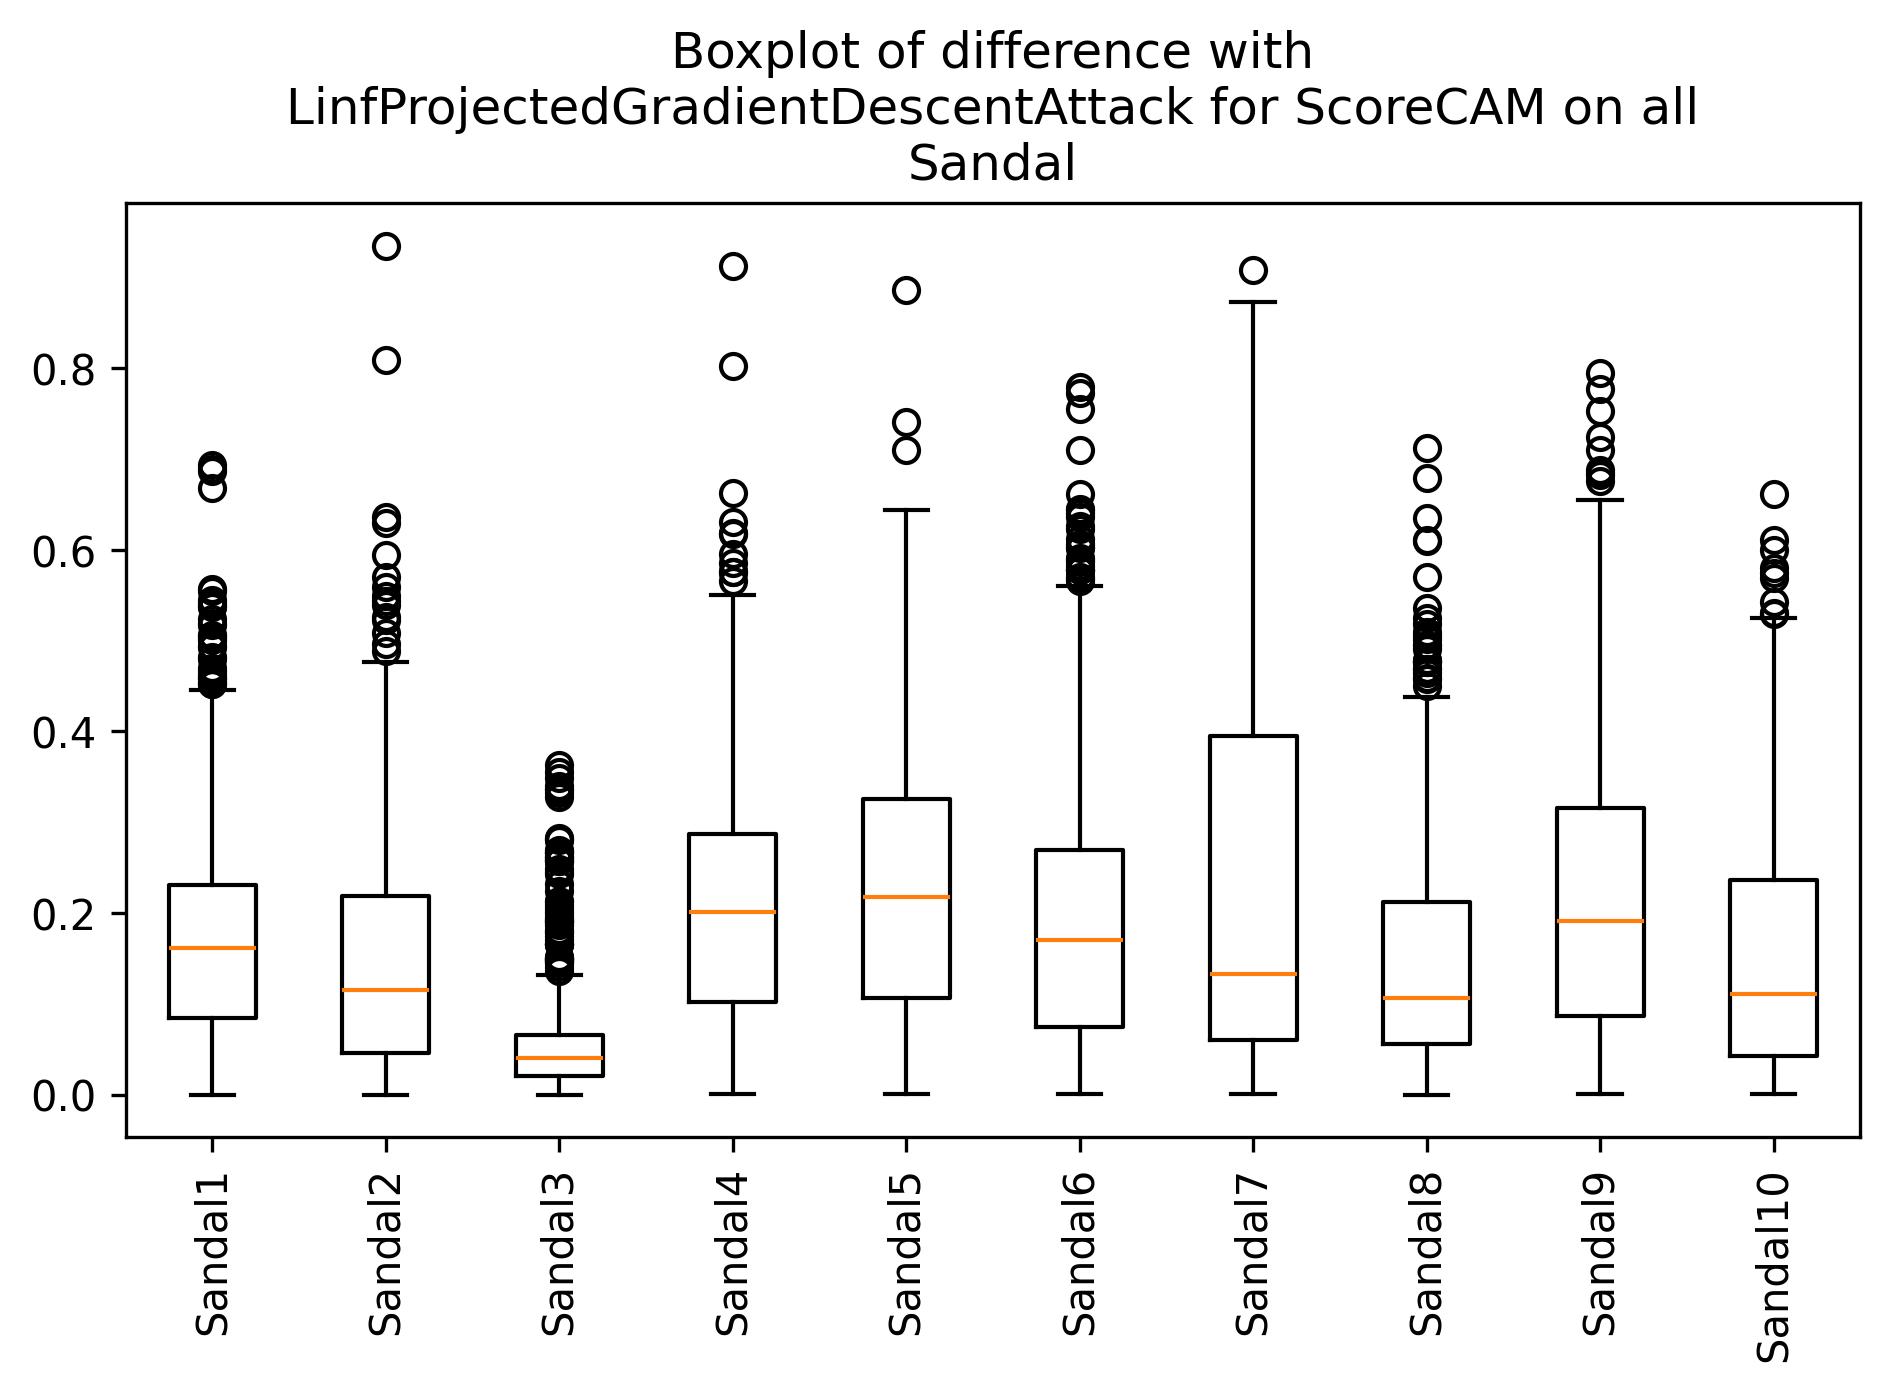 Boxplot of difference with
LinfProjectedGradientDescentAttack for ScoreCAM on all
Sandal
0.8
0.6
0.4
0.2
0.0
Sandal1
Sandal2
Sandal3
Sandal4
Sandal5
Sandal6
Sandal7
Sandal8
Sandal9
Sandal10